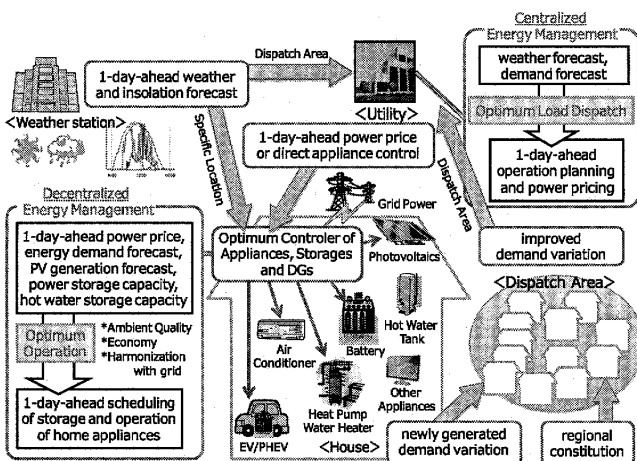 Centralized
Energy Management
weather forecast,
demand forecast
Optimum Load Dispatch
1-day-ahead
operation planning
and power pricing
Dispatch Area
1-day-ahead weather
and insolation forecast
<Weather station>
<Utility>
Specific Location
1-day-ahead power price
or direct appliance control
Dispatch Area
improved
demand variation
Decentralized
Energy Management
1-day-ahead power price,
energy demand forecast,
PV generation forecast,
power storage capacity,
hot water storage capacity
Optimum
Operation
*Ambient Quality
*Economy
*Harmonization
with grid
1-day-ahead scheduling
of storage and operation
of home appliances
Grid Power
Optimum Controler of
Appliances, Storages
and DGs
Photovoltaics
Air
Conditioner
Battery
Hot Water
Tank
Other
Appliances
Heat Pump
Water Heater
EV/PHEV
<House>
<Dispatch Area>
newly generated
demand variation
regional
constitution